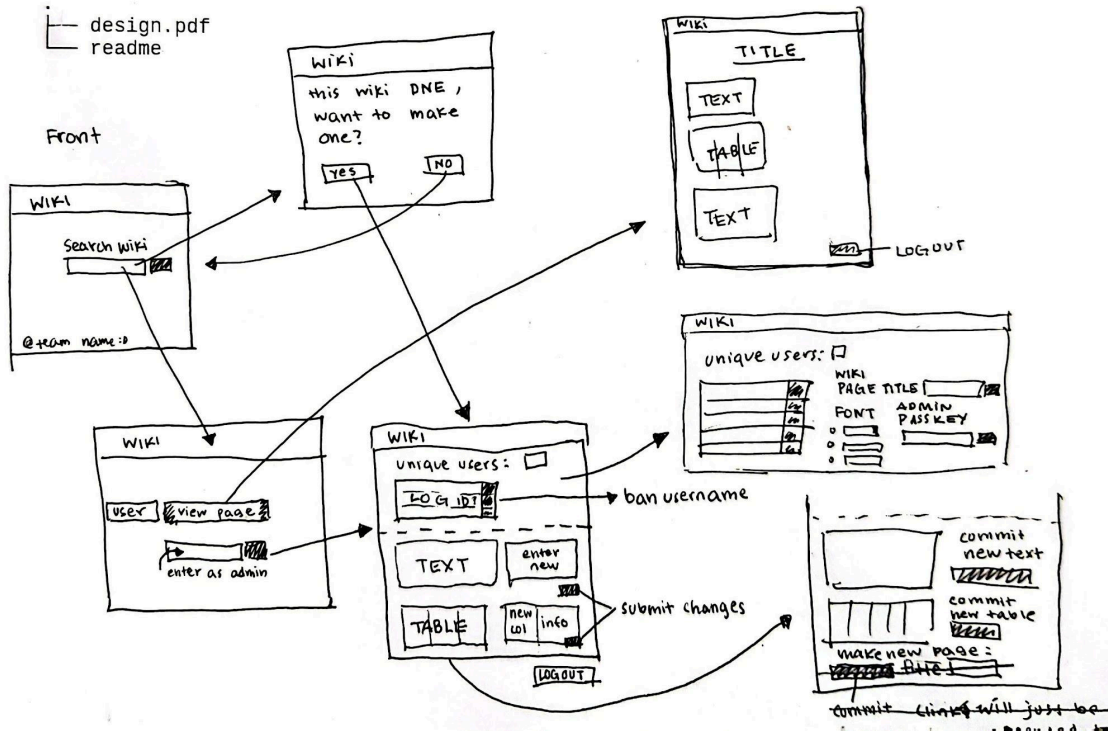 design.pdf
readme
Front
WIKI
Search Wiki
@team name:D
WIKI
this wiki DNE,
want to make
one?
yes
NO
WIKI
TITLE
TEXT
TABLE
TEXT
LOGOUT
WIKI
user
view page
enter as admin
WIKI
unique users:
LOG
ban username
TEXT
enter
new
TABLE
new
col
info
submit changes
LOGOUT
WIKI
unique users:
WIKI
PAGE TITLE
FONT
ADMIN
PASSKEY
commit
new text
commit
new table
make new page:
commit
will just be